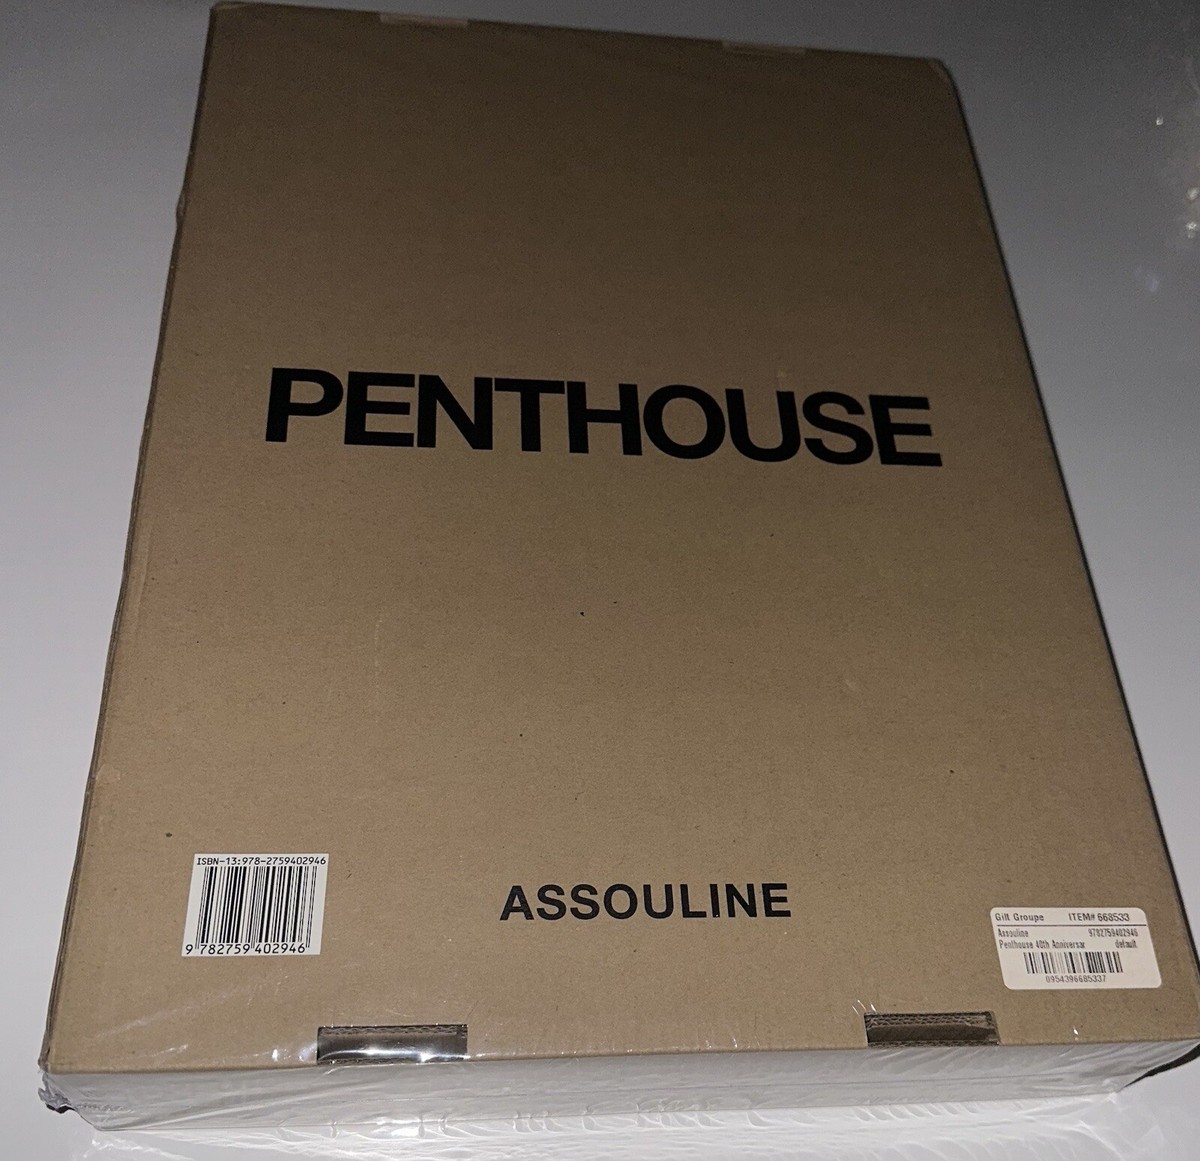 PENTHOUSE
ISBN-13:978-2759402946
9 782759 402946
ASSOULINE
Gilt Groupe ITEM# 668533
Assouline 9782759402946
Penthouse 40th Anniversar default
0954396685337